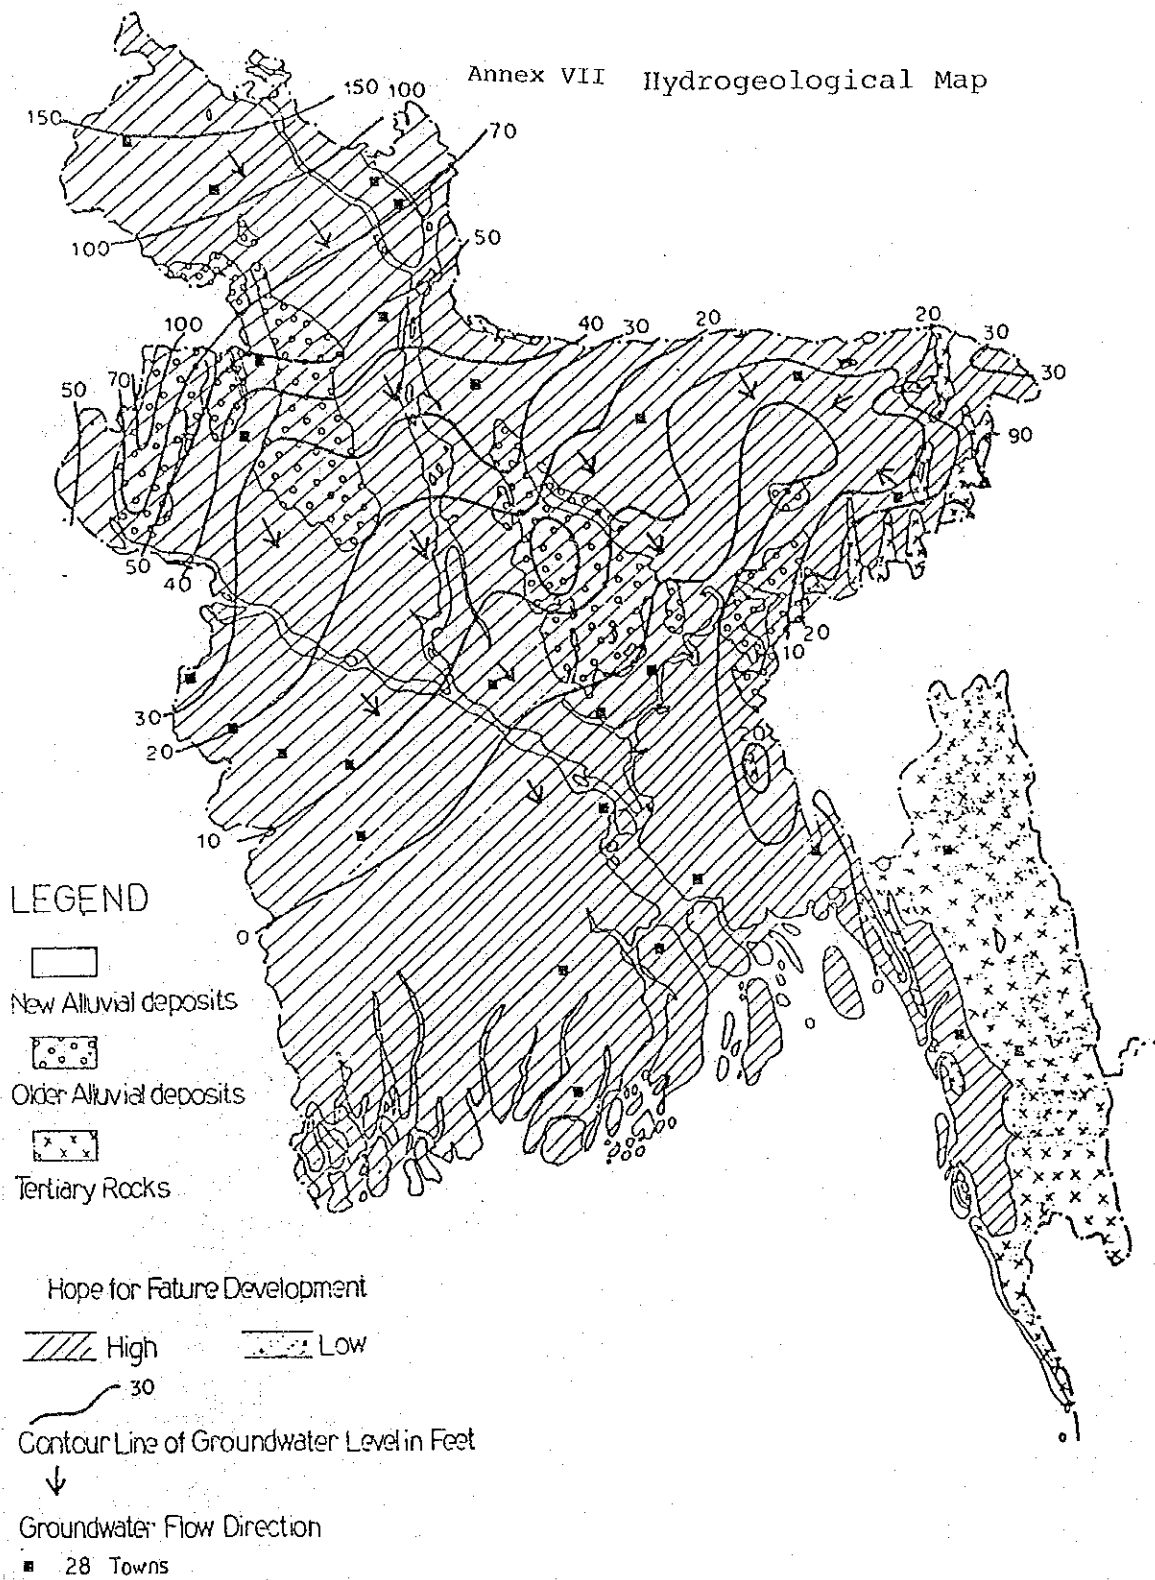 Annex VII Hydrogeological Map
150 100
150
70
100
50
100
40 30 20
20
30
50
70
30
90
50
40
20
10
30
20
20
10
0
LEGEND
New Alluvial deposits
Older Alluvial deposits
Tertiary Rocks
Hope for Fature Development
High
Low
30
Contour Line of Groundwater Level in Feet
Groundwater Flow Direction
28 Towns